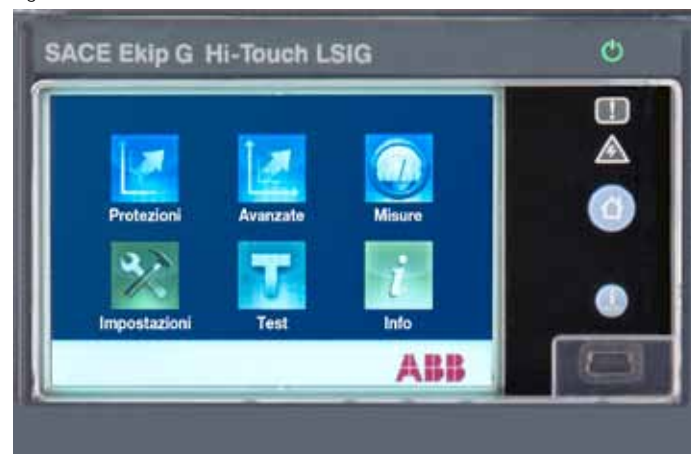 SACE Ekip G Hi-Touch LSIG
Protezioni Avanzate Misure
Impostazioni Test Info
ABB